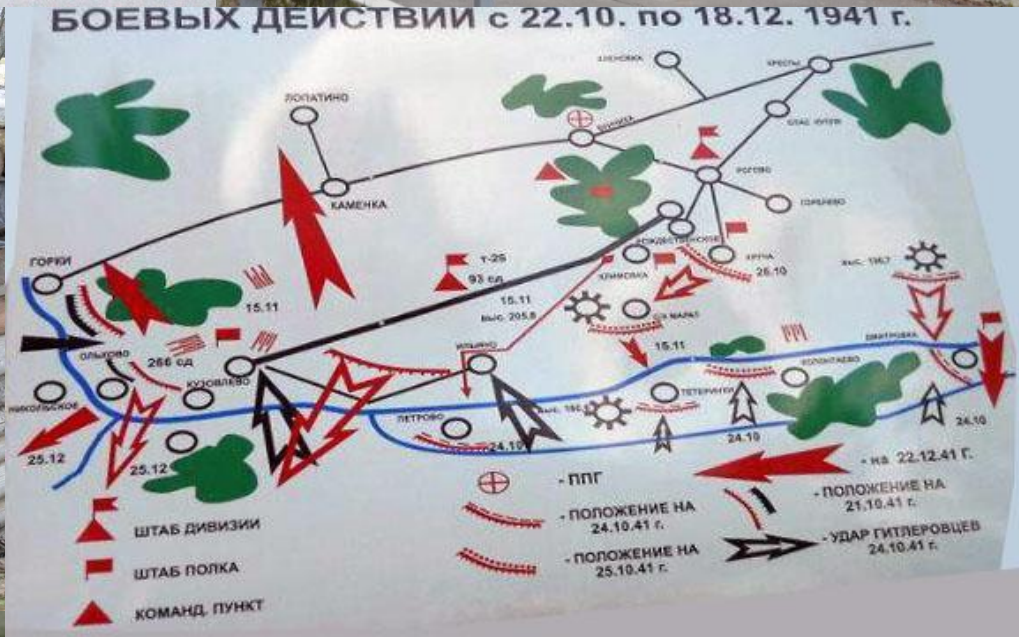 БОЕВЫХ ДЕЙСТВИЙ с 22.10. по 18.12. 1941 г.
КРЕСТЫ
ЛОПАТИНО
КАМЕНКА
РОГОВО
ГОРКИ
РОЖДЕСТВЕНСКОЕ
КРУЧА
26.10
т-25
93 сд
15.11
15.11
выс. 205,8
КЛИМОВКА
15.11
ОЛЬХОВО
266 сд
КУЗОВЛЕВО
ИЛЬИНО
ДМИТРОВКА
НИКОЛЬСКОЕ
ПЕТРОВО
ТЕТЕРИНКИ
25.12
25.12
24.10
24.10
24.10
- на 22.12.41 Г.
- ППГ
- ПОЛОЖЕНИЕ НА
24.10.41 г.
- ПОЛОЖЕНИЕ НА
21.10.41 г.
- ПОЛОЖЕНИЕ НА
25.10.41 г.
- УДАР ГИТЛЕРОВЦЕВ
24.10.41 г.
ШТАБ ДИВИЗИИ
ШТАБ ПОЛКА
КОМАНД. ПУНКТ